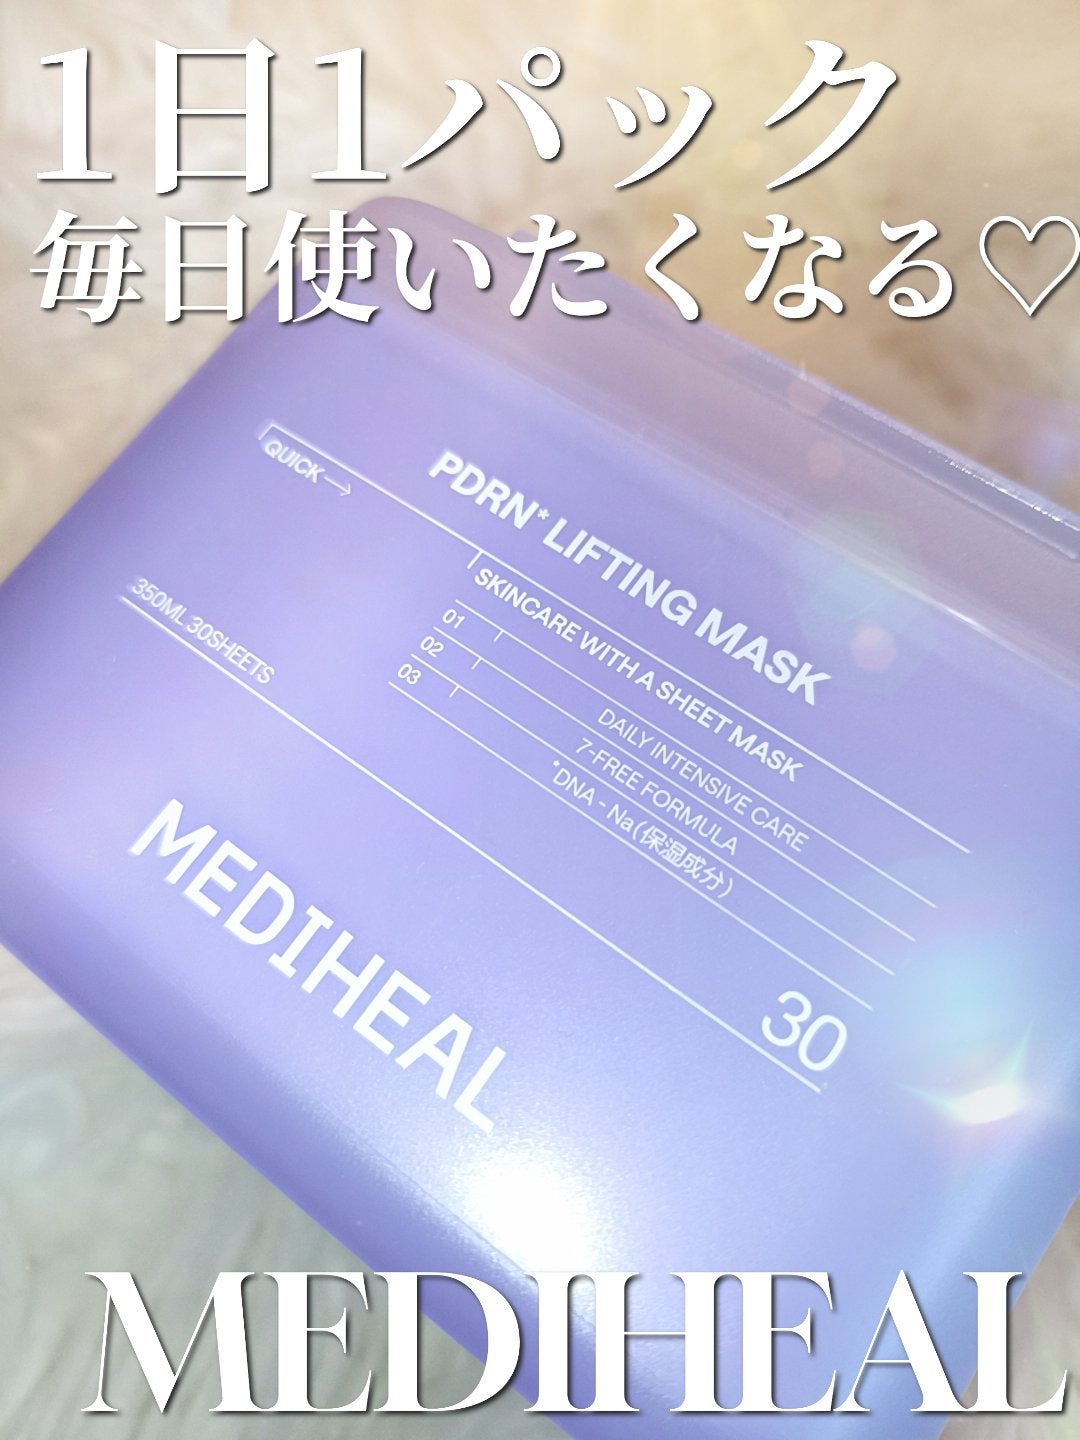 1日1パック
毎日使いたくなる♡
QUICK →
PDRN* LIFTING MASK
SKINCARE WITH A SHEET MASK
01 DAILY INTENSIVE CARE
02 7-FREE FORMULA
03 *DNA - Na(保湿成分)
350ML 30SHEETS
30
MEDIHEAL
MEDIHEAL